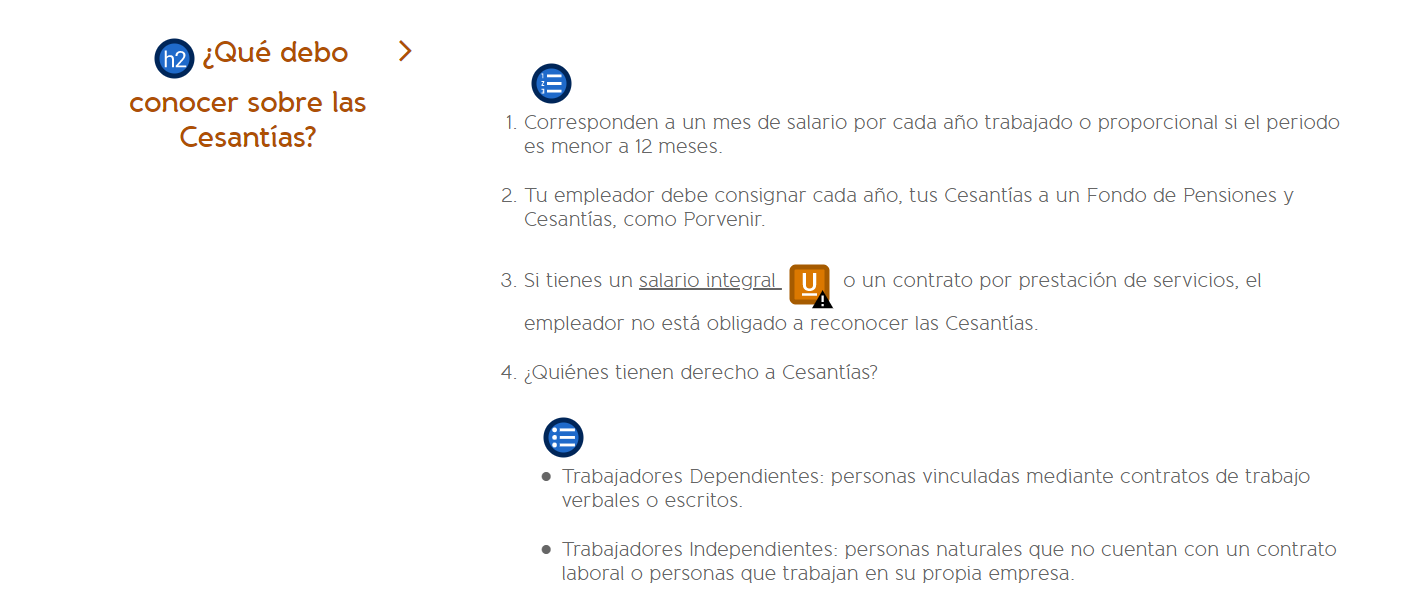 h2 ¿Qué debo
conocer sobre las
Cesantías?
1. Corresponden a un mes de salario por cada año trabajado o proporcional si el periodo
es menor a 12 meses.
2. Tu empleador debe consignar cada año, tus Cesantías a un Fondo de Pensiones y
Cesantías, como Porvenir.
3. Si tienes un salario integral U o un contrato por prestación de servicios, el
empleador no está obligado a reconocer las Cesantías.
4. ¿Quiénes tienen derecho a Cesantías?
• Trabajadores Dependientes: personas vinculadas mediante contratos de trabajo
verbales o escritos.
• Trabajadores Independientes: personas naturales que no cuentan con un contrato
laboral o personas que trabajan en su propia empresa.